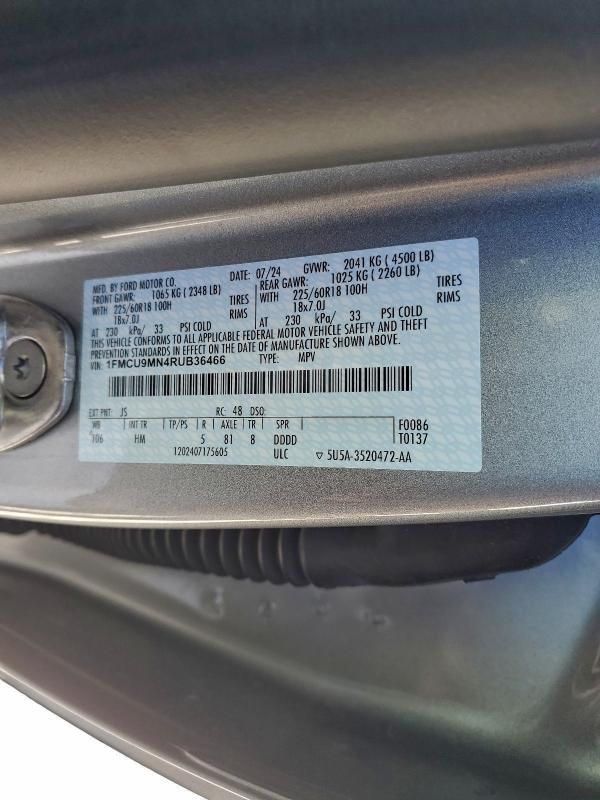 MFD. BY FORD MOTOR CO.
DATE: 07/24 GVWR: 2041 KG ( 4500 LB)
FRONT GAWR: 1065 KG ( 2348 LB) REAR GAWR: 1025 KG ( 2260 LB)
WITH 225/60R18 100H TIRES WITH 225/60R18 100H TIRES
18x7.0J RIMS 18x7.0J RIMS
AT 230 kPa/ 33 PSI COLD AT 230 kPa/ 33 PSI COLD
THIS VEHICLE CONFORMS TO ALL APPLICABLE FEDERAL MOTOR VEHICLE SAFETY AND THEFT
PREVENTION STANDARDS IN EFFECT ON THE DATE OF MANUFACTURE SHOWN ABOVE.
VIN: 1FMCU9MN4RUB36466 TYPE: MPV
EXT PNT: JS RC: 48 DSO:
WB INT TR TP/PS R AXLE TR SPR F0086
106 HM 5 81 8 DDDD T0137
1202407175605 ULC ▽ 5U5A-3520472-AA